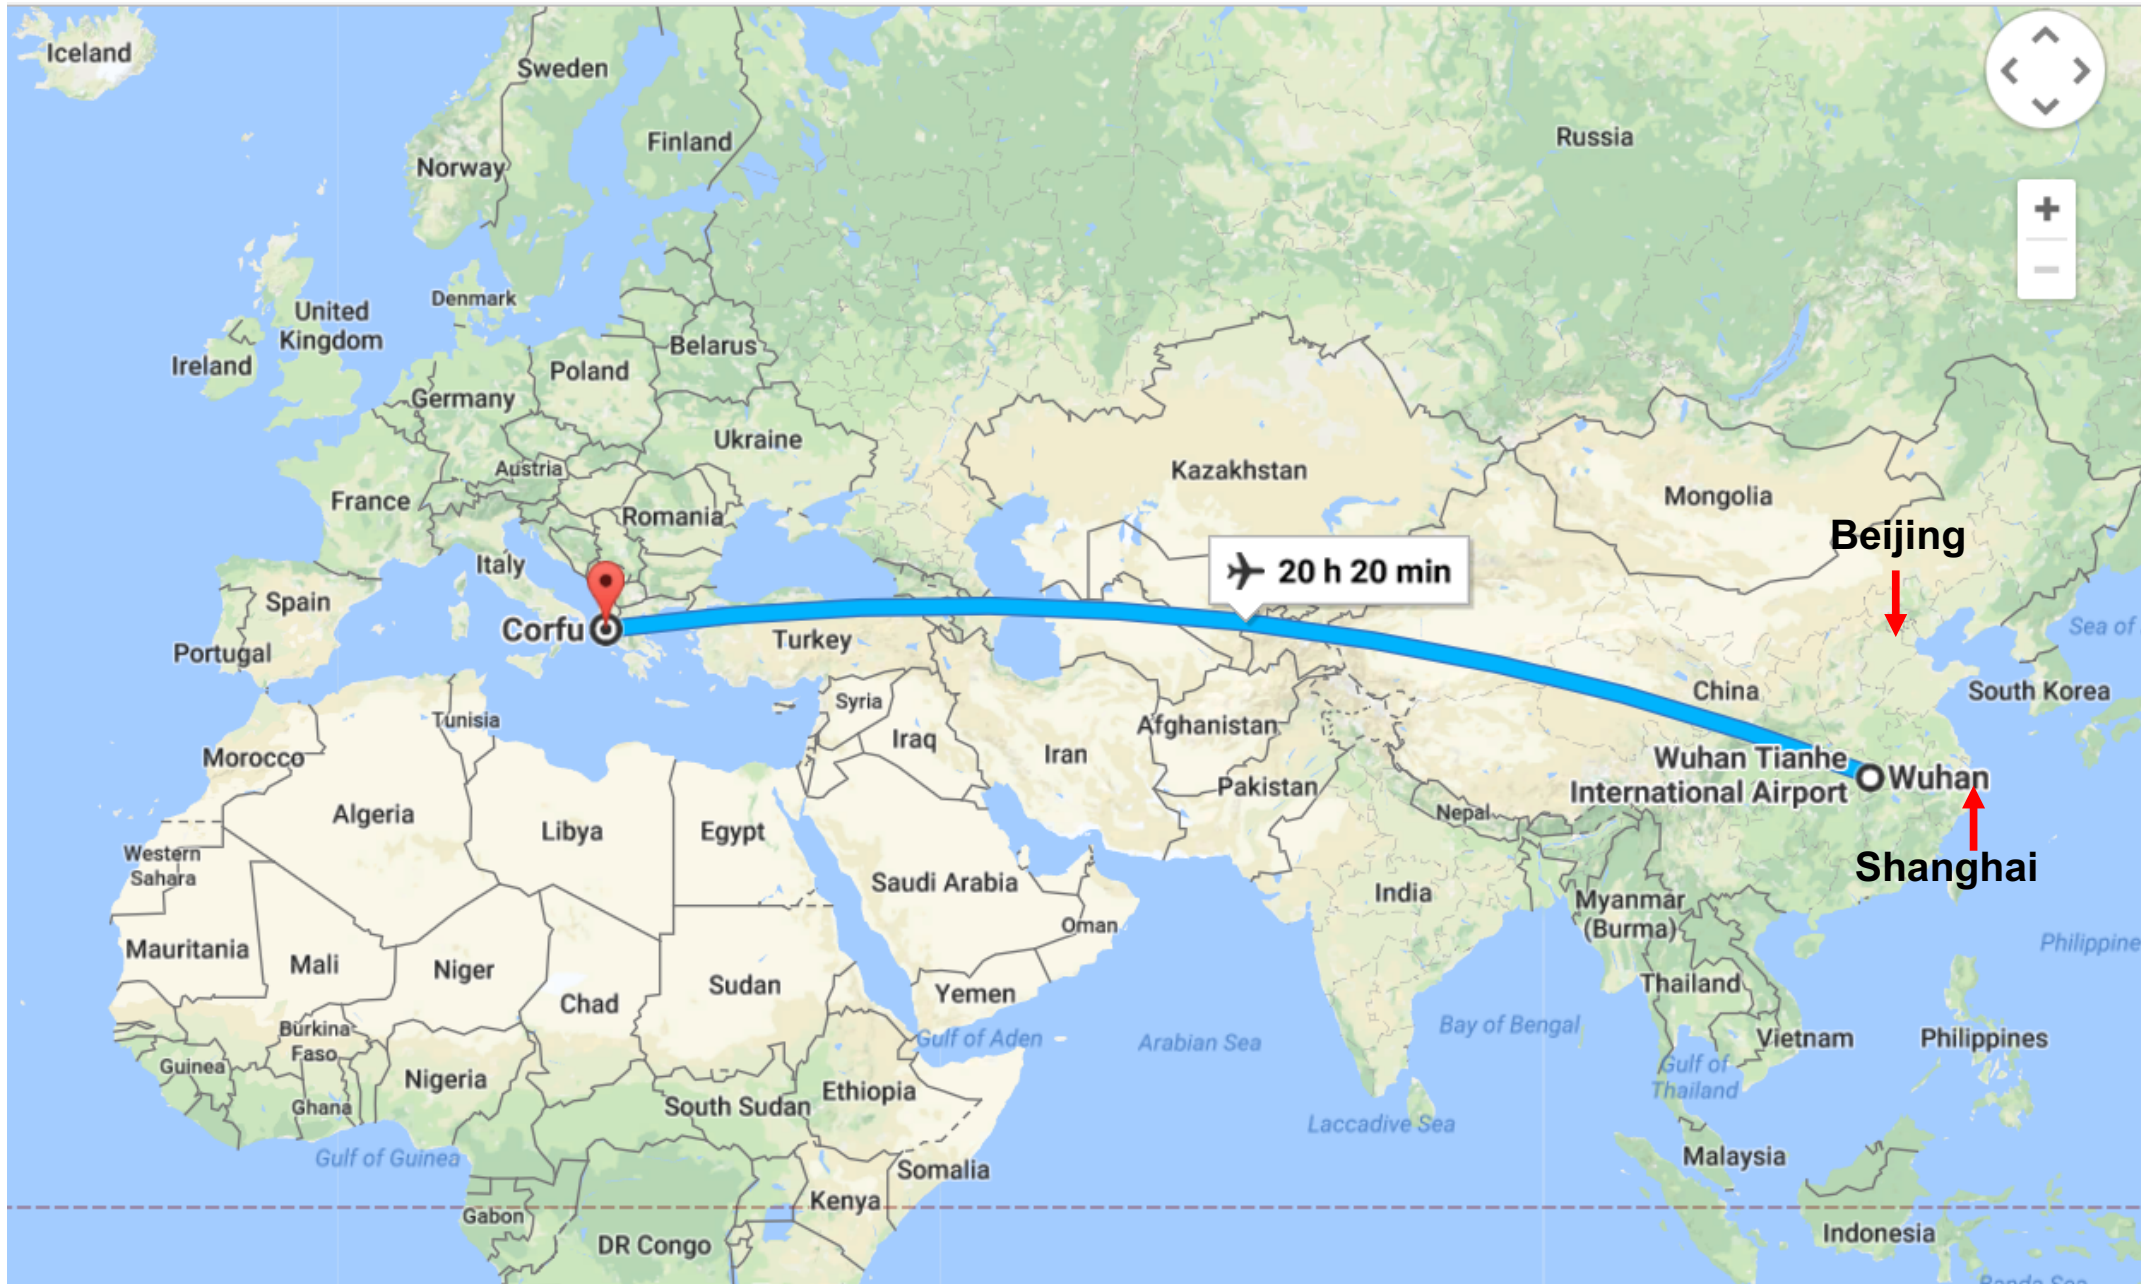 Iceland
Sweden
Finland
Norway
Russia
+
−
Denmark
United
Kingdom
Ireland
Belarus
Poland
Germany
Ukraine
Austria
Kazakhstan
France
Mongolia
Romania
Beijing
Italy
20 h 20 min
Spain
Corfu
Turkey
Sea of
Portugal
China
South Korea
Syria
Tunisia
Afghanistan
Iraq
Morocco
Iran
Wuhan Tianhe
International Airport
Wuhan
Pakistan
Nepal
Algeria
Libya
Egypt
Western
Sahara
Shanghai
Saudi Arabia
India
Myanmar
(Burma)
Oman
Mauritania
Philippine
Mali
Niger
Thailand
Sudan
Yemen
Chad
Bay of Bengal
Burkina
Faso
Gulf of Aden
Arabian Sea
Vietnam
Philippines
Guinea
Gulf of
Thailand
Nigeria
Ethiopia
Ghana
South Sudan
Laccadive Sea
Gulf of Guinea
Malaysia
Somalia
Kenya
Gabon
Indonesia
DR Congo
Banda Sea